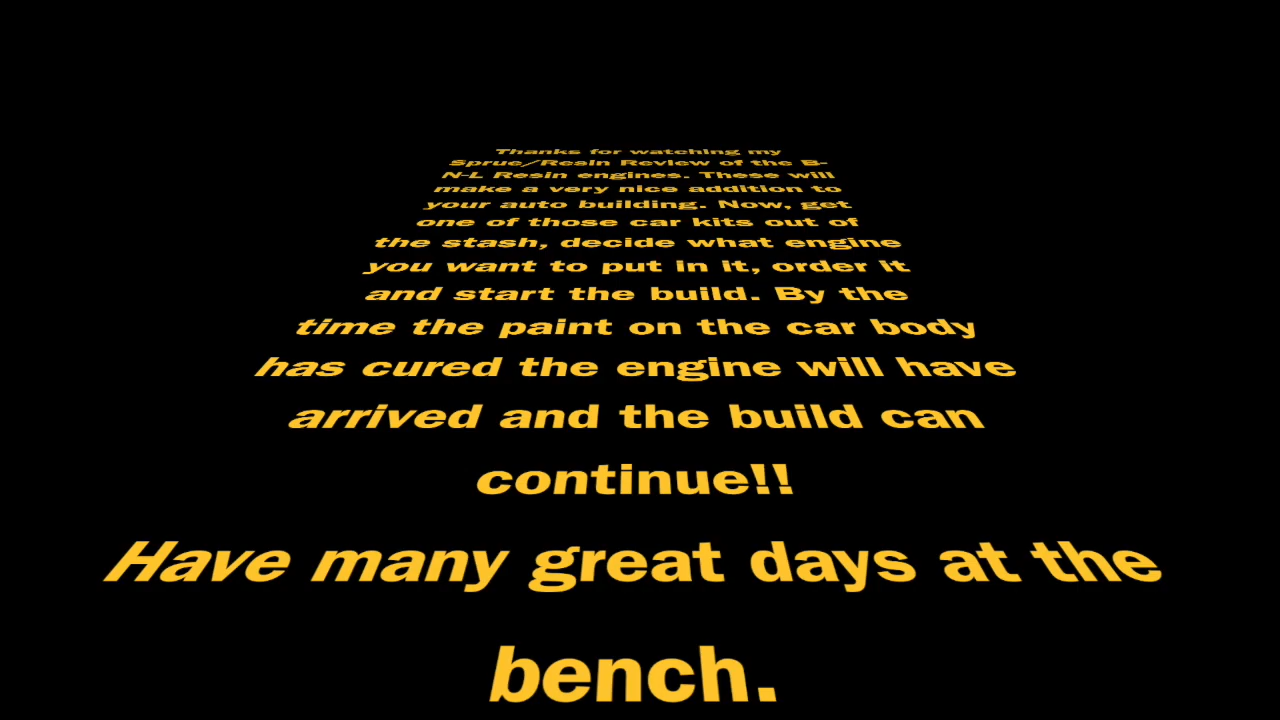 Thanks for watching my
Sprue/Resin Review of the B-
N-L Resin engines. These will
make a very nice addition to
your auto building. Now, get
one of those car kits out of
the stash, decide what engine
you want to put in it, order it
and start the build. By the
time the paint on the car body
has cured the engine will have
arrived and the build can
continue!!
Have many great days at the
bench.